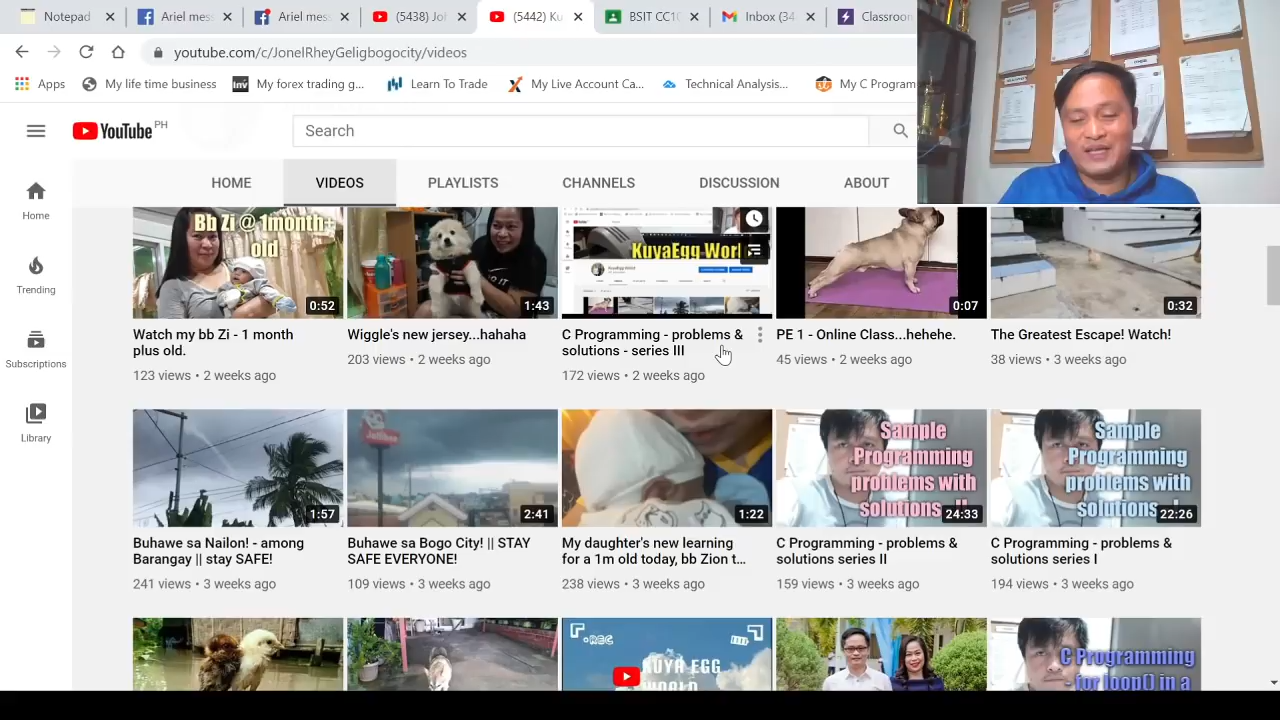 Notepad
Ariel mes
Ariel mes
(5438) Jo
(5442) Ku
BSIT CC10
Inbox (34
Classroom
youtube.com/c/JonelRheyGeligbogocity/videos
Apps
My life time business
My forecasting g...
Learn To Trade
My Live Account Ca...
Technical Analysis...
My C Program
YouTube PH
Search
HOME
VIDEOS
PLAYLISTS
CHANNELS
DISCUSSION
ABOUT
Home
Trending
Subscriptions
Library
Bb Zi @ 1month+
old
0:52
1:43
KuyaEgg Worl
0:07
0:32
Watch my bb Zi - 1 month
plus old.
123 views • 2 weeks ago
Wiggle's new jersey...hahaha
203 views • 2 weeks ago
C Programming - problems &
solutions - series III
172 views • 2 weeks ago
PE 1 - Online Class...hehehe.
45 views • 2 weeks ago
The Greatest Escape! Watch!
38 views • 3 weeks ago
1:57
Jollibee
2:41
1:22
Sample
Programming
problems with
solutions
24:33
Sample
Programming
problems with
solutions
22:26
Buhawe sa Nailon! - among
Barangay || stay SAFE!
241 views • 3 weeks ago
Buhawe sa Bogo City! || STAY
SAFE EVERYONE!
109 views • 3 weeks ago
My daughter's new learning
for a 1m old today, bb Zion t...
238 views • 3 weeks ago
C Programming - problems &
solutions series II
159 views • 3 weeks ago
C Programming - problems &
solutions series I
194 views • 3 weeks ago
REC
KUYA EGG
WORLD
C Programming
- for loop() in a